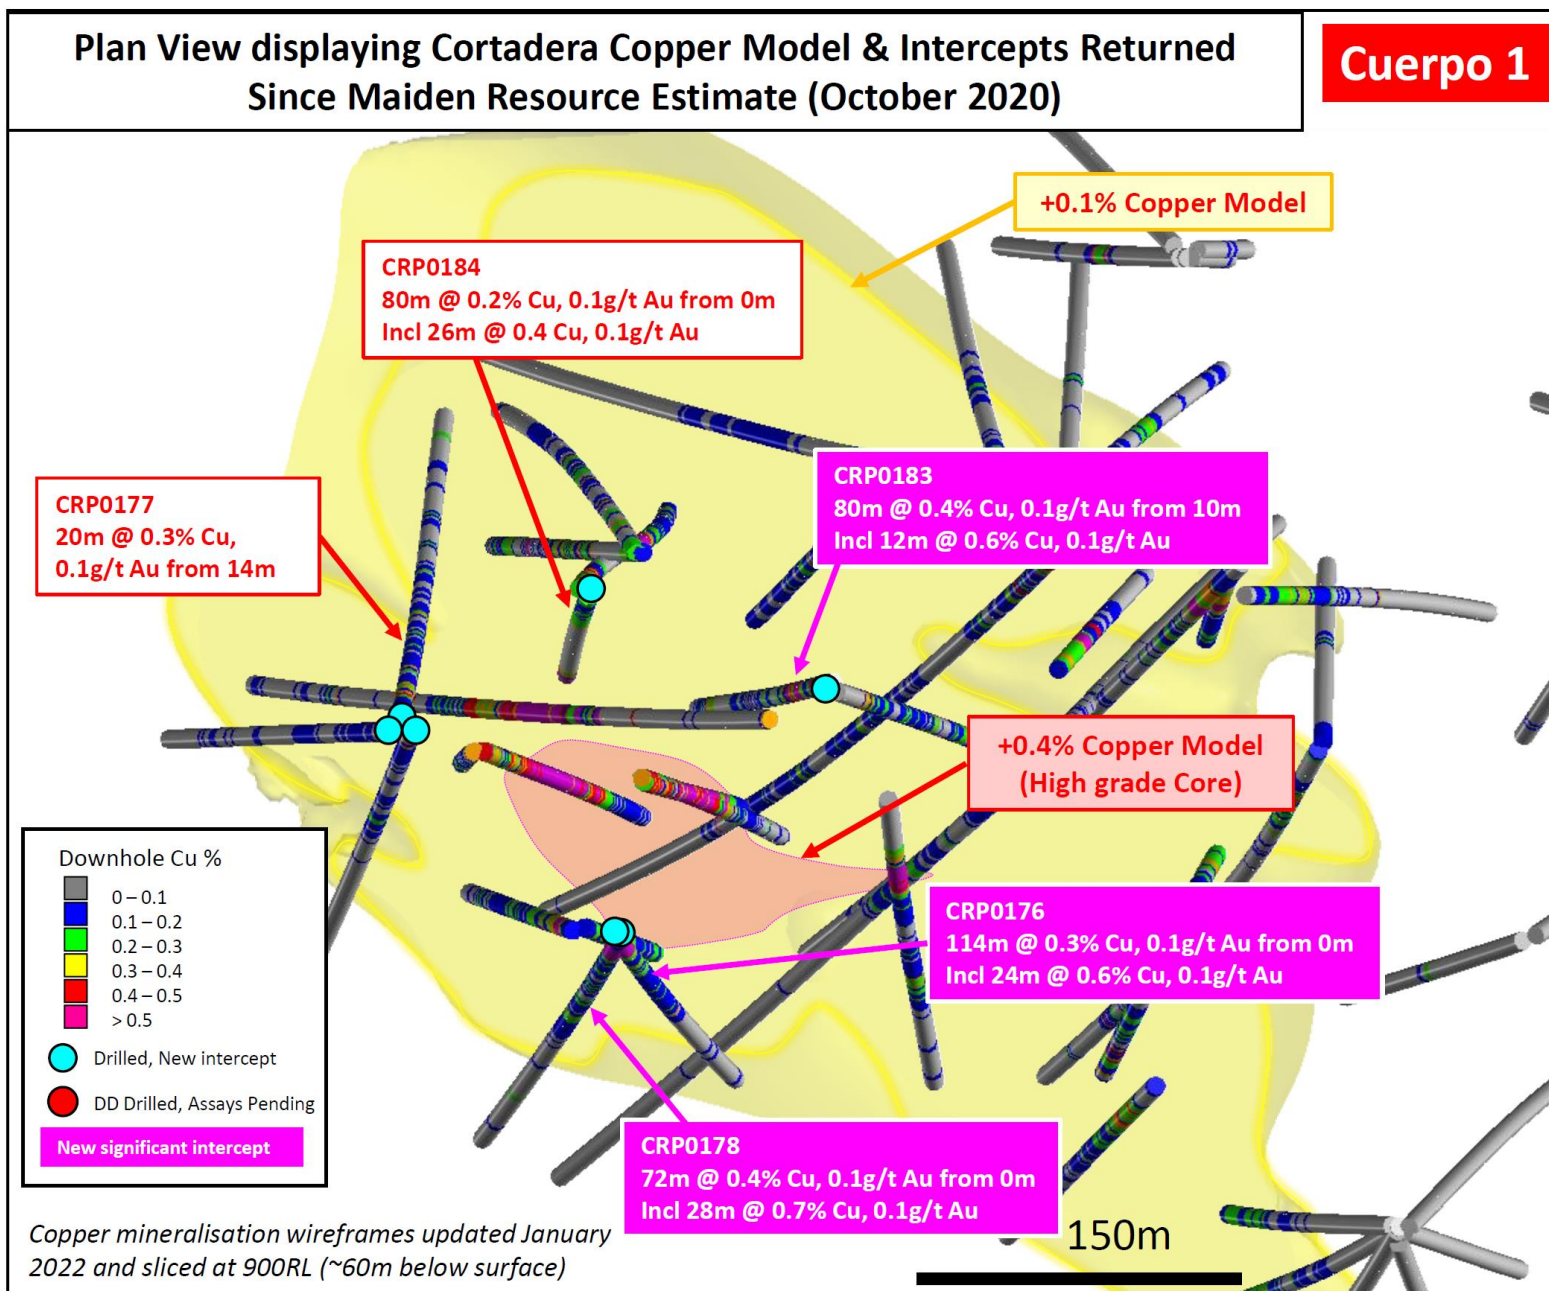 Plan View displaying Cortadera Copper Model & Intercepts Returned
Since Maiden Resource Estimate (October 2020)
Cuerpo 1
+0.1% Copper Model
CRP0184
80m @ 0.2% Cu, 0.1g/t Au from 0m
Incl 26m @ 0.4 Cu, 0.1g/t Au
CRP0183
80m @ 0.4% Cu, 0.1g/t Au from 10m
Incl 12m @ 0.6% Cu, 0.1g/t Au
CRP0177
20m @ 0.3% Cu,
0.1g/t Au from 14m
+0.4% Copper Model
(High grade Core)
CRP0176
114m @ 0.3% Cu, 0.1g/t Au from 0m
Incl 24m @ 0.6% Cu, 0.1g/t Au
CRP0178
72m @ 0.4% Cu, 0.1g/t Au from 0m
Incl 28m @ 0.7% Cu, 0.1g/t Au
Downhole Cu %
0 – 0.1
0.1 – 0.2
0.2 – 0.3
0.3 – 0.4
0.4 – 0.5
> 0.5
Drilled, New intercept
DD Drilled, Assays Pending
New significant intercept
Copper mineralisation wireframes updated January
2022 and sliced at 900RL (~60m below surface)
150m